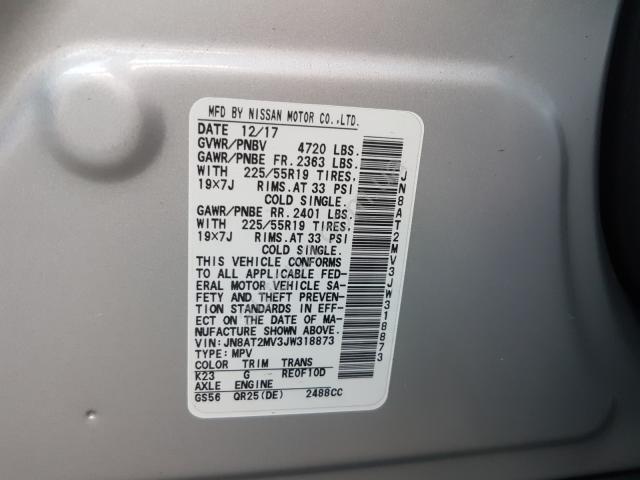 MFD BY NISSAN MOTOR CO.,LTD.
DATE 12/17
GVWR/PNBV 4720 LBS.
GAWR/PNBE FR. 2363 LBS.
WITH 225/55R19 TIRES.
19×7J RIMS.AT 33 PSI
COLD SINGLE.
GAWR/PNBE RR. 2401 LBS.
WITH 225/55R19 TIRES.
19×7J RIMS.AT 33 PSI
COLD SINGLE.
THIS VEHICLE CONFORMS
TO ALL APPLICABLE FED-
ERAL MOTOR VEHICLE SA-
FETY AND THEFT PREVEN-
TION STANDARDS IN EFF-
ECT ON THE DATE OF MA-
NUFACTURE SHOWN ABOVE.
VIN: JN8AT2MV3JW318873
TYPE: MPV
COLOR TRIM TRANS
K23 G RE0F10D
AXLE ENGINE
GS56 QR25(DE) 2488CC
JN8AT2MV3JW318873